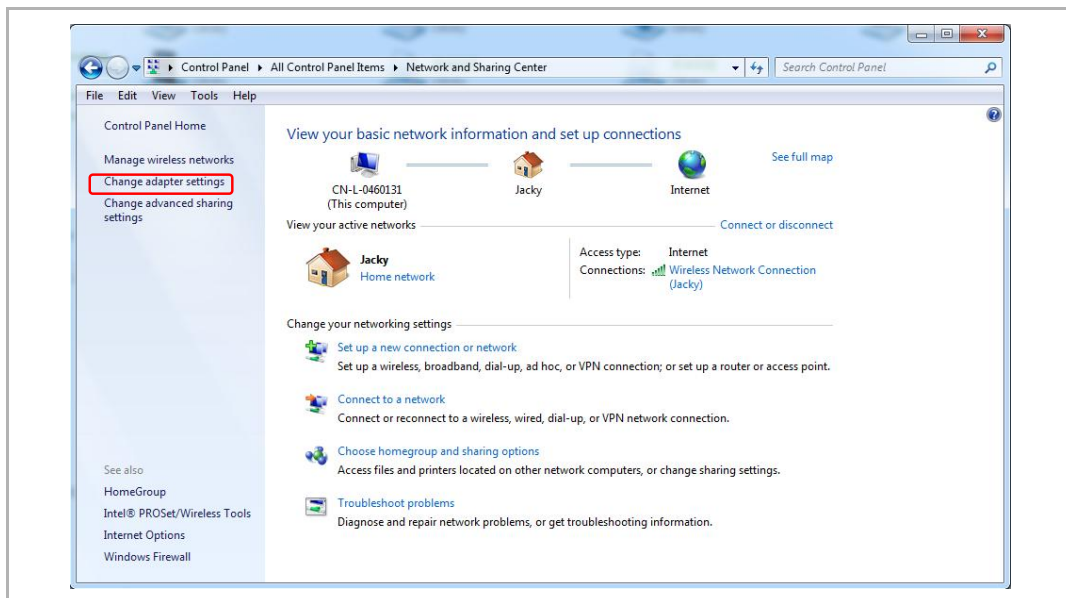 Control Panel ▸ All Control Panel Items ▸ Network and Sharing Center
Search Control Panel
File Edit View Tools Help
Control Panel Home
Manage wireless networks
Change adapter settings
Change advanced sharing
settings
See also
HomeGroup
Intel® PROSet/Wireless Tools
Internet Options
Windows Firewall
View your basic network information and set up connections
See full map
CN-L-0460131
(This computer)
Jacky
Internet
View your active networks
Connect or disconnect
Jacky
Home network
Access type: Internet
Connections: Wireless Network Connection
(Jacky)
Change your networking settings
Set up a new connection or network
Set up a wireless, broadband, dial-up, ad hoc, or VPN connection; or set up a router or access point.
Connect to a network
Connect or reconnect to a wireless, wired, dial-up, or VPN network connection.
Choose homegroup and sharing options
Access files and printers located on other network computers, or change sharing settings.
Troubleshoot problems
Diagnose and repair network problems, or get troubleshooting information.